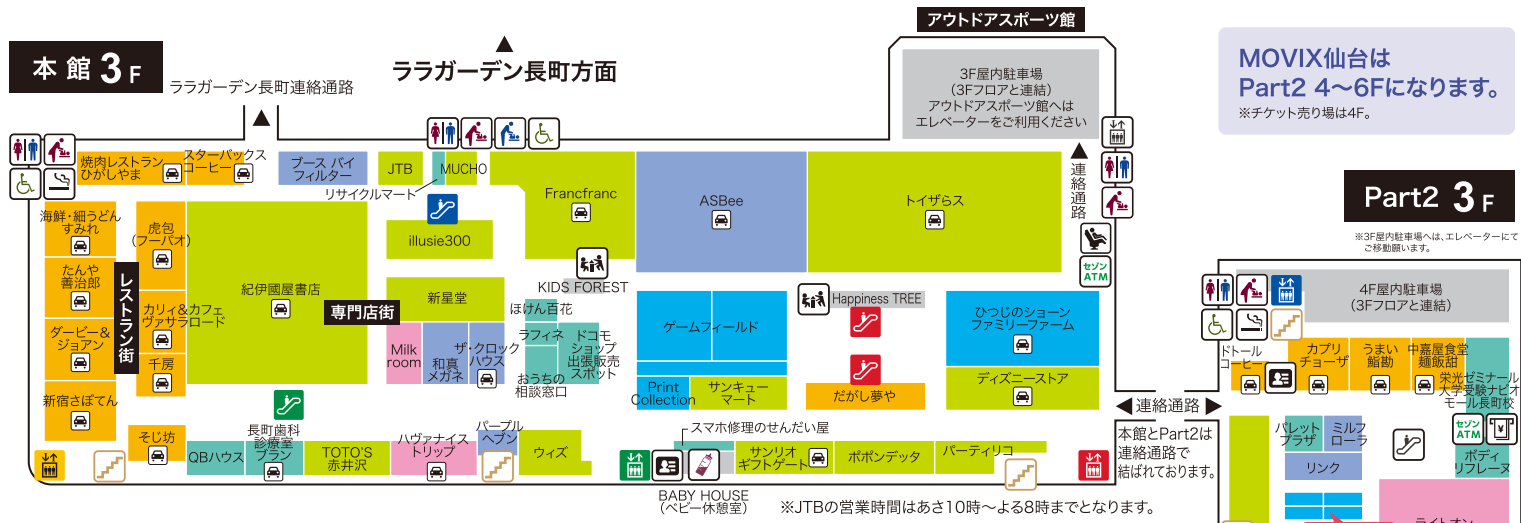 アウトドアスポーツ館
本館3F
ララガーデン長町方面
ララガーデン長町連絡通路
3F屋内駐車場
（3Fフロアと連結）
アウトドアスポーツ館へは
エレベーターをご利用ください
MOVIX仙台は
Part2 4〜6Fになります。
※チケット売り場は4F。
焼肉レストラン
ひがしやま
スターバックス
コーヒー
ブース バイ
フィルター
JTB
MUCHO
リサイクルマート
Francfranc
ASBee
トイザらス
連絡通路
セゾン
ATM
海鮮・細うどん
すみれ
虎包
（フーバオ）
たんや
善治郎
レストラン街
カリィ&カフェ
ヴァサラロード
ダービー&
ジョアン
千房
新宿さぼてん
そじ坊
紀伊國屋書店
専門店街
illusie300
新星堂
KIDS FOREST
ほけん百花
Milk
room
和真
メガネ
ザ・クロック
ハウス
ラフィネ
おうちの
相談窓口
ドコモ
ショップ
出張販売
スポット
ゲームフィールド
Print
Collection
サンキュー
マート
Happiness TREE
だがし夢や
ひつじのショーン
ファミリーファーム
ディズニーストア
QBハウス
長町歯科
診療室
プラン
TOTO'S
赤井沢
ハヴァナイス
トリップ
パープル
ヘブン
ウィズ
スマホ修理のせんだい屋
サンリオ
ギフトゲート
ポポンデッタ
パーティリコ
BABY HOUSE
（ベビー休憩室）
※JTBの営業時間はあさ10時〜よる8時までとなります。
連絡通路
本館とPart2は
連絡通路で
結ばれております。
Part2 3F
※3F屋内駐車場へは、エレベーターにて
ご移動願います。
4F屋内駐車場
（3Fフロアと連結）
ドトール
コーヒー
カプリ
チョーザ
うまい
鮨勘
中嘉屋食堂
麺飯甜
栄光ゼミナール
大学受験ナビオ
モール長町校
セゾン
ATM
パレット
プラザ
ミルフ
ローラ
リンク
ボディ
リフレーヌ
ライトオン